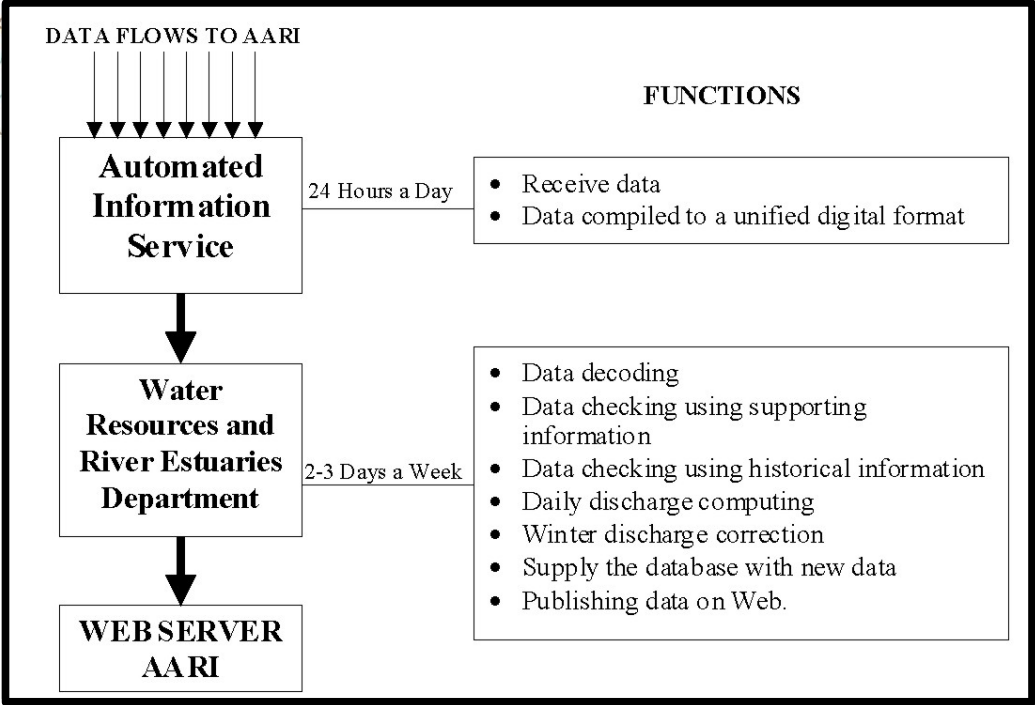 DATA FLOWS TO AARI
FUNCTIONS
Automated
Information
Service
24 Hours a Day
• Receive data
• Data compiled to a unified digital format
Water
Resources and
River Estuaries
Department
2-3 Days a Week
• Data decoding
• Data checking using supporting
information
• Data checking using historical information
• Daily discharge computing
• Winter discharge correction
• Supply the database with new data
• Publishing data on Web.
WEB SERVER
AARI